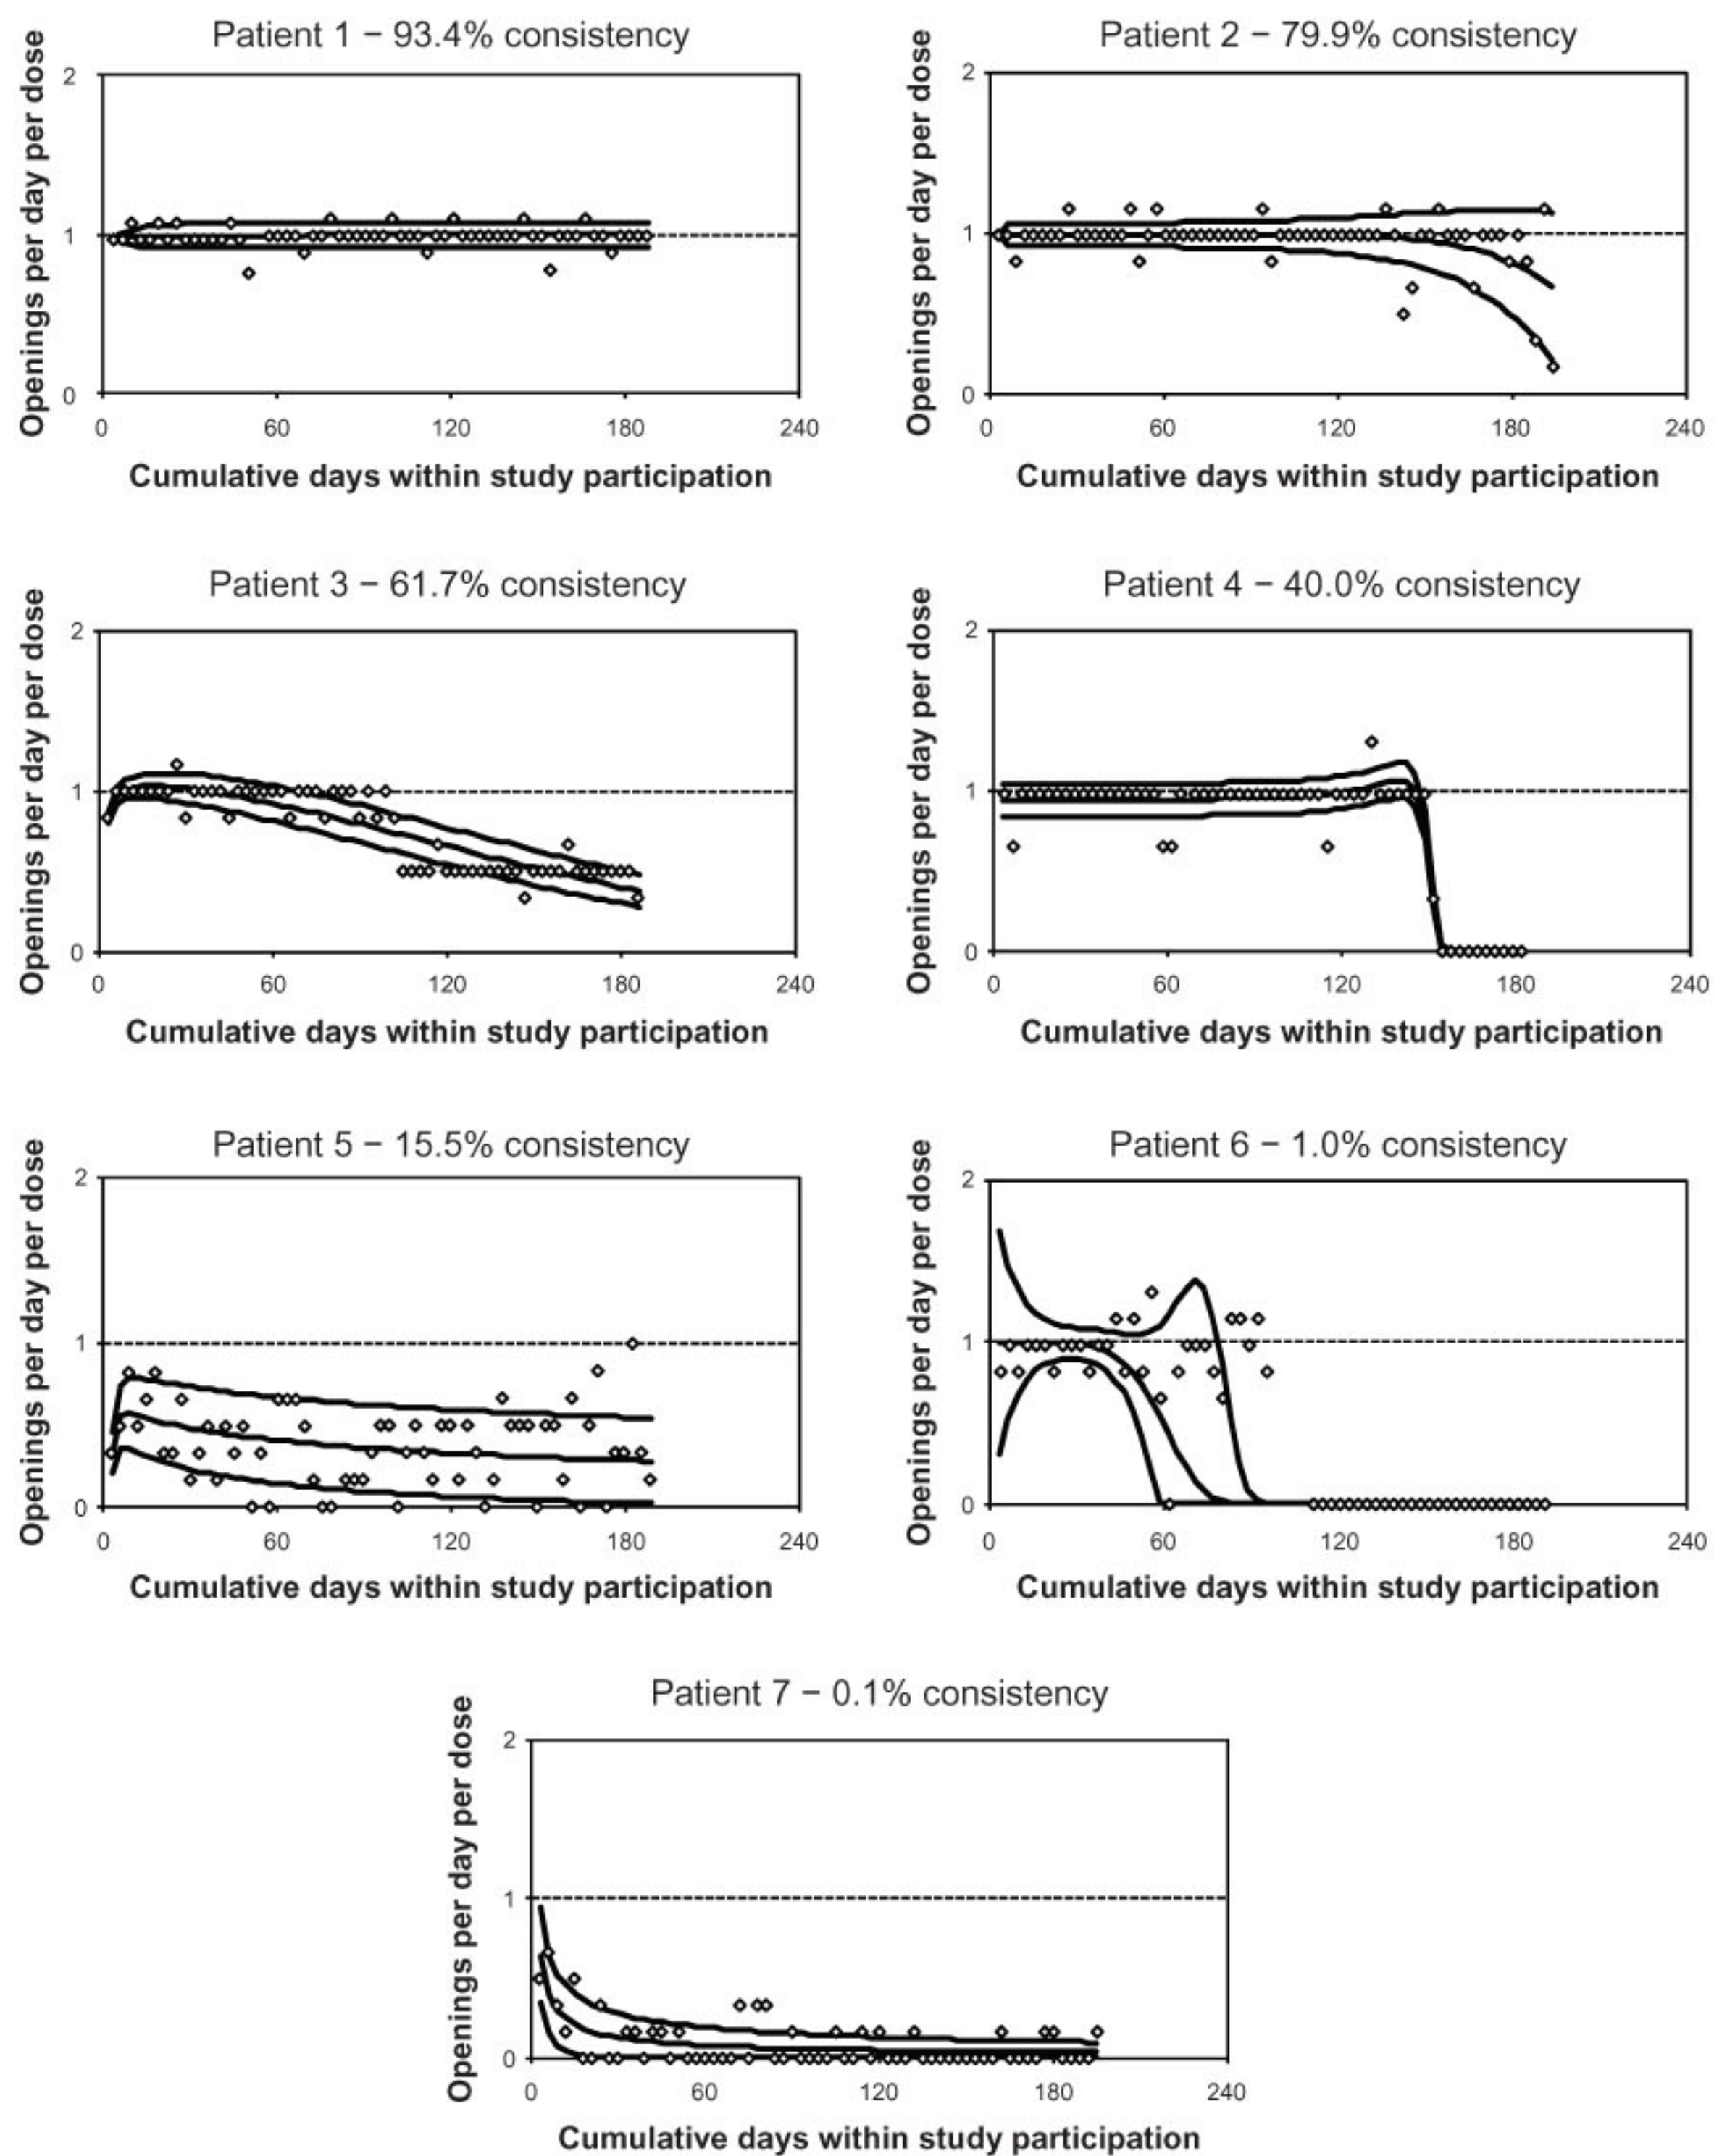 Patient 1 − 93.4% consistency
Openings per day per dose
2
1
0
0 60 120 180 240
Cumulative days within study participation
Patient 2 − 79.9% consistency
Openings per day per dose
2
1
0
0 60 120 180 240
Cumulative days within study participation
Patient 3 − 61.7% consistency
Openings per day per dose
2
1
0
0 60 120 180 240
Cumulative days within study participation
Patient 4 − 40.0% consistency
Openings per day per dose
2
1
0
0 60 120 180 240
Cumulative days within study participation
Patient 5 − 15.5% consistency
Openings per day per dose
2
1
0
0 60 120 180 240
Cumulative days within study participation
Patient 6 − 1.0% consistency
Openings per day per dose
2
1
0
0 60 120 180 240
Cumulative days within study participation
Patient 7 − 0.1% consistency
Openings per day per dose
2
1
0
0 60 120 180 240
Cumulative days within study participation